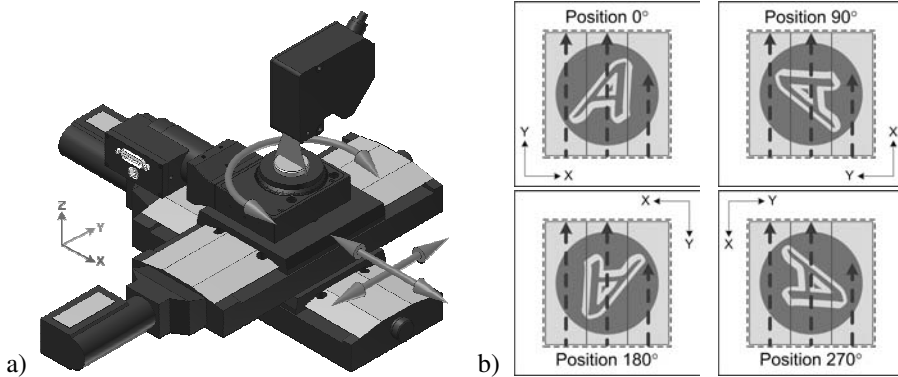 Z
Y
X
a)
b)
Position 0°
A
Y
X
Position 90°
A
X
Y
X
Y
A
Position 180°
Y
X
A
Position 270°